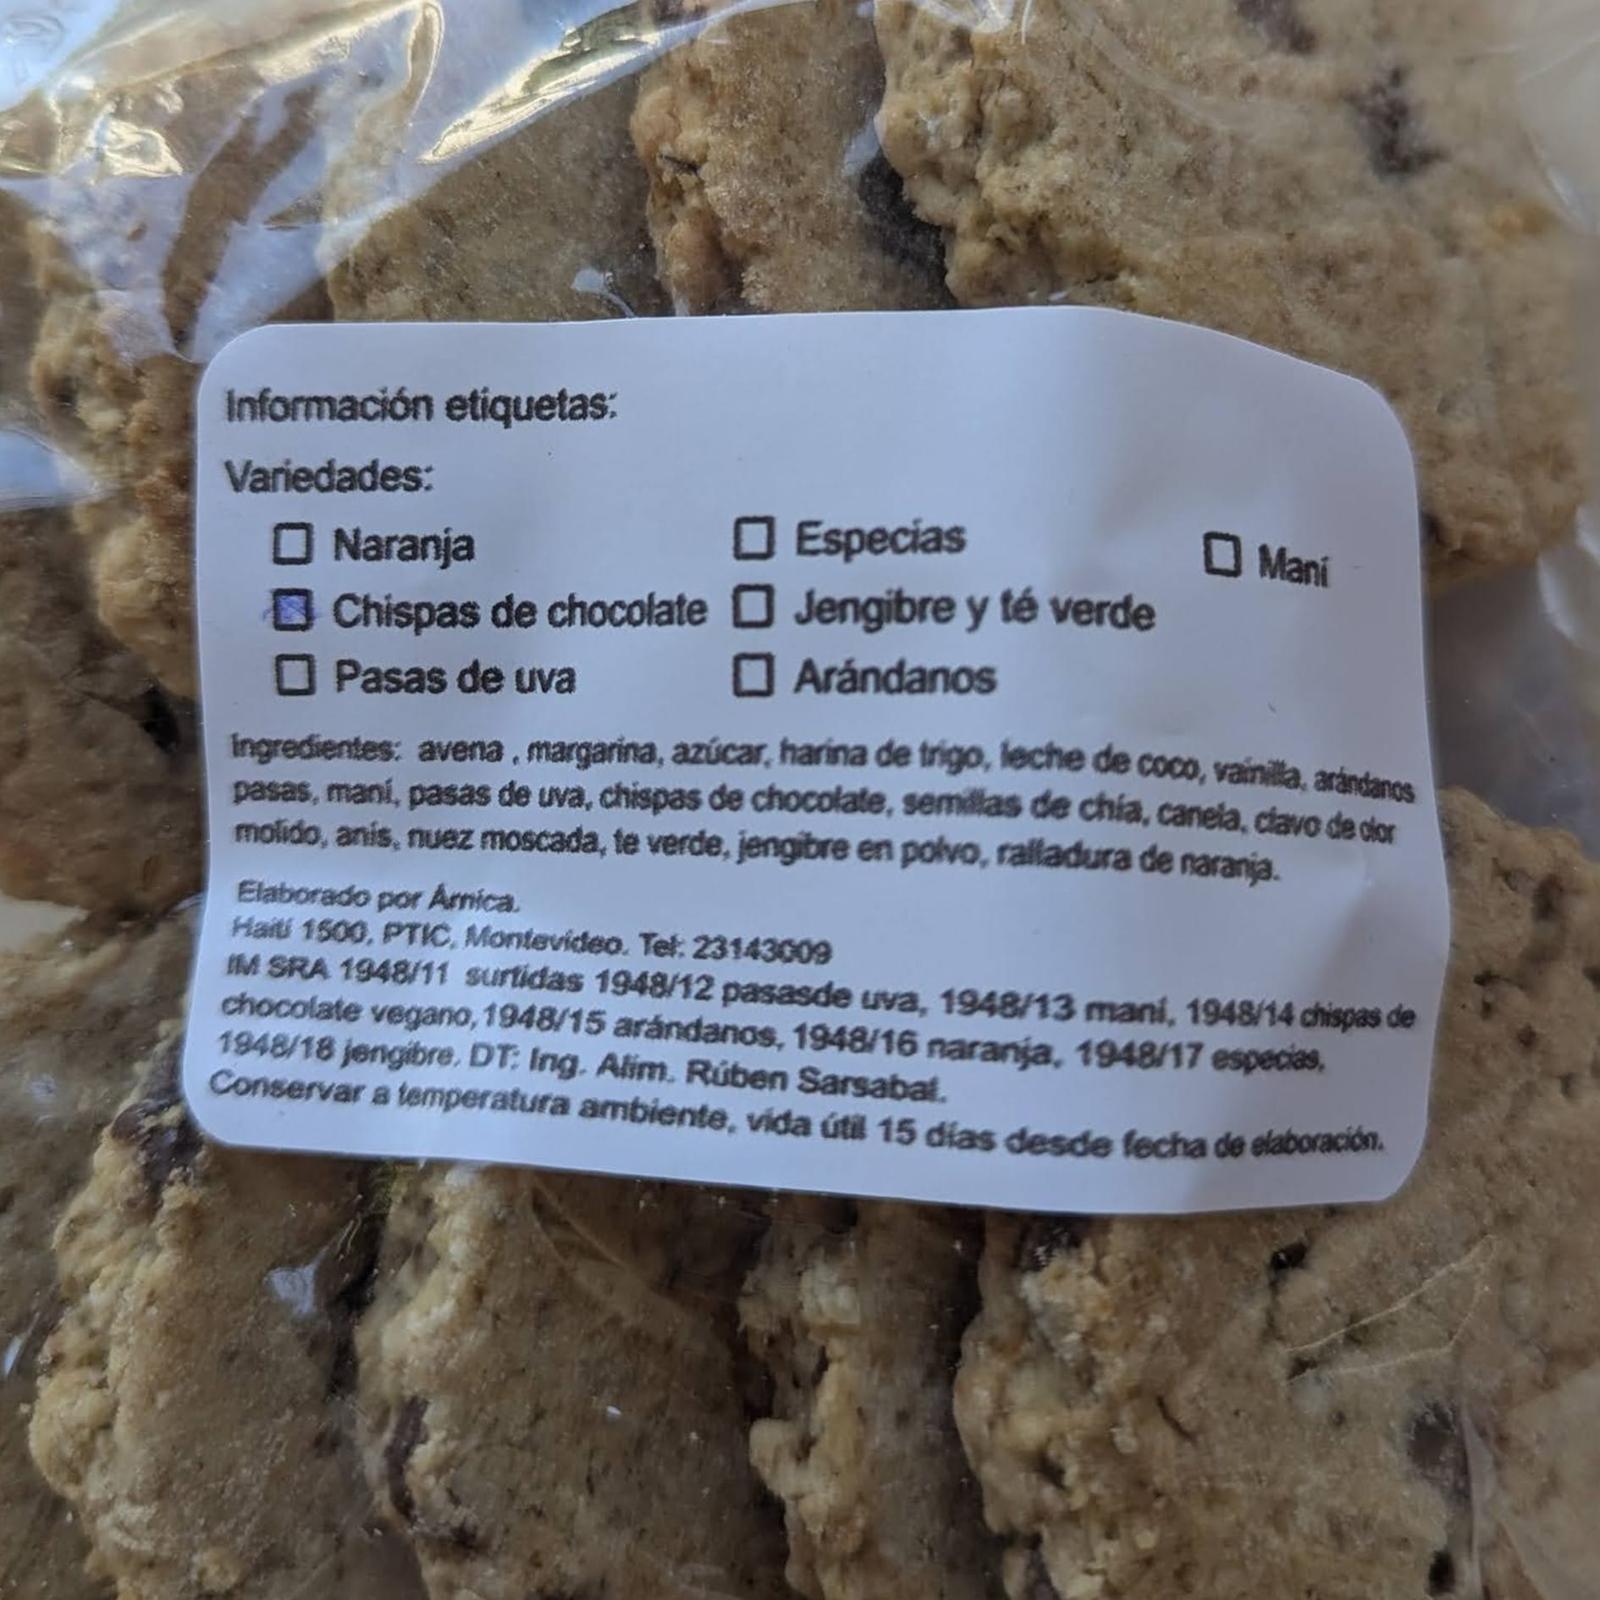 Información etiquetas:
Variedades:
Naranja
Especias
Maní
Chispas de chocolate
Jengibre y té verde
Pasas de uva
Arándanos
Ingredientes: avena , margarina, azúcar, harina de trigo, leche de coco, vainilla, arándanos
pasas, maní, pasas de uva, chispas de chocolate, semillas de chía, canela, clavo de olor
molido, anís, nuez moscada, te verde, jengibre en polvo, ralladura de naranja.
Elaborado por Árnica.
Haití 1500, PTIC, Montevideo. Tel: 23143009
IM SRA 1948/11 surtidas 1948/12 pasasde uva, 1948/13 maní, 1948/14 chispas de
chocolate vegano, 1948/15 arándanos, 1948/16 naranja, 1948/17 especias,
1948/18 jengibre. DT: Ing. Alim. Rúben Sarsabal.
Conservar a temperatura ambiente, vida útil 15 días desde fecha de elaboración.